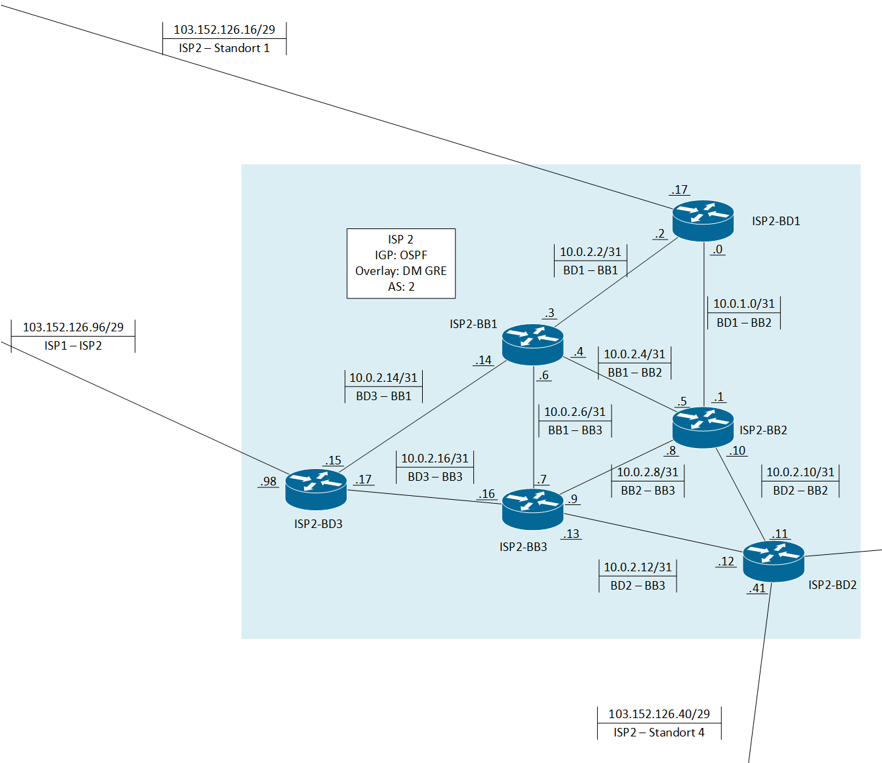 103.152.126.16/29
ISP2 – Standort 1
.17
ISP2-BD1
.2
.0
ISP 2
IGP: OSPF
Overlay: DM GRE
AS: 2
10.0.2.2/31
BD1 – BB1
10.0.1.0/31
BD1 – BB2
.3
ISP2-BB1
103.152.126.96/29
ISP1 – ISP2
.14
.4
.6
10.0.2.4/31
BB1 – BB2
10.0.2.14/31
BD3 – BB1
.5
.1
10.0.2.6/31
BB1 – BB3
ISP2-BB2
.8
.10
.15
10.0.2.16/31
BD3 – BB3
10.0.2.8/31
BB2 – BB3
10.0.2.10/31
BD2 – BB2
.98
.17
.16
.7
.9
ISP2-BD3
.13
.11
ISP2-BB3
.12
10.0.2.12/31
BD2 – BB3
.41
ISP2-BD2
103.152.126.40/29
ISP2 – Standort 4